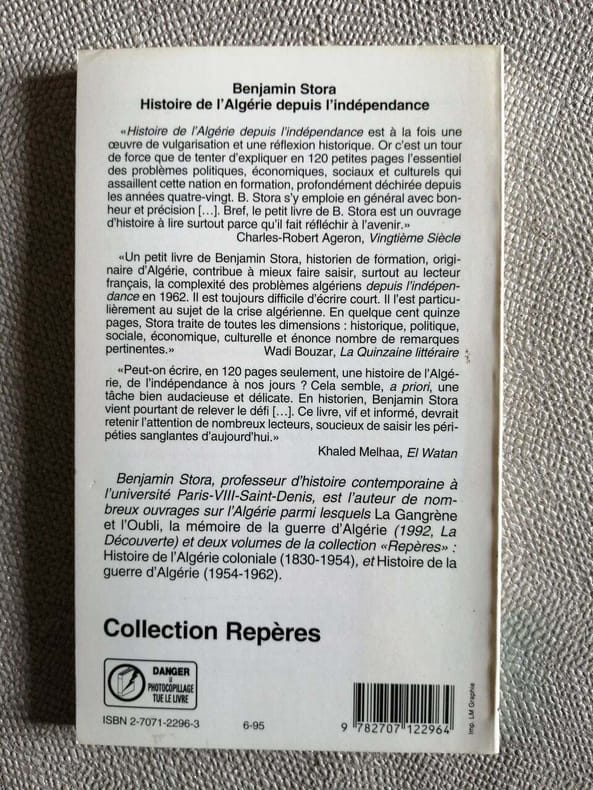 Benjamin Stora
Histoire de l'Algérie depuis l'indépendance
«Histoire de l'Algérie depuis l'indépendance est à la fois une
œuvre de vulgarisation et une réflexion historique. Or c'est un tour
de force que de tenter d'expliquer en 120 petites pages l'essentiel
des problèmes politiques, économiques, sociaux et culturels qui
assaillent cette nation en formation, profondément déchirée depuis
les années quatre-vingt. B. Stora s'y emploie en général avec bon-
heur et précision [...]. Bref, le petit livre de B. Stora est un ouvrage
d'histoire à lire surtout parce qu'il fait réfléchir à l'avenir.»
Charles-Robert Ageron, Vingtième Siècle
«Un petit livre de Benjamin Stora, historien de formation, origi-
naire d'Algérie, contribue à mieux faire saisir, surtout au lecteur
français, la complexité des problèmes algériens depuis l'indépen-
dance en 1962. Il est toujours difficile d'écrire court. Il l'est particu-
lièrement au sujet de la crise algérienne. En quelque cent quinze
pages, Stora traite de toutes les dimensions : historique, politique,
sociale, économique, culturelle et énonce nombre de remarques
pertinentes.» Wadi Bouzar, La Quinzaine littéraire
«Peut-on écrire, en 120 pages seulement, une histoire de l'Algé-
rie, de l'indépendance à nos jours ? Cela semble, a priori, une
tâche bien audacieuse et délicate. En historien, Benjamin Stora
vient pourtant de relever le défi [...]. Ce livre, vif et informé, devrait
retenir l'attention de nombreux lecteurs, soucieux de saisir les péri-
péties sanglantes d'aujourd'hui.»
Khaled Melhaa, El Watan
Benjamin Stora, professeur d'histoire contemporaine à
l'université Paris-VIII-Saint-Denis, est l'auteur de nom-
breux ouvrages sur l'Algérie parmi lesquels La Gangrène
et l'Oubli, la mémoire de la guerre d'Algérie (1992, La
Découverte) et deux volumes de la collection «Repères» :
Histoire de l'Algérie coloniale (1830-1954), et Histoire de la
guerre d'Algérie (1954-1962).
Collection Repères
DANGER
LE
PHOTOCOPILLAGE
TUE LE LIVRE
ISBN 2-7071-2296-3 6-95
9 782707 122964
Imp. LM Graphie